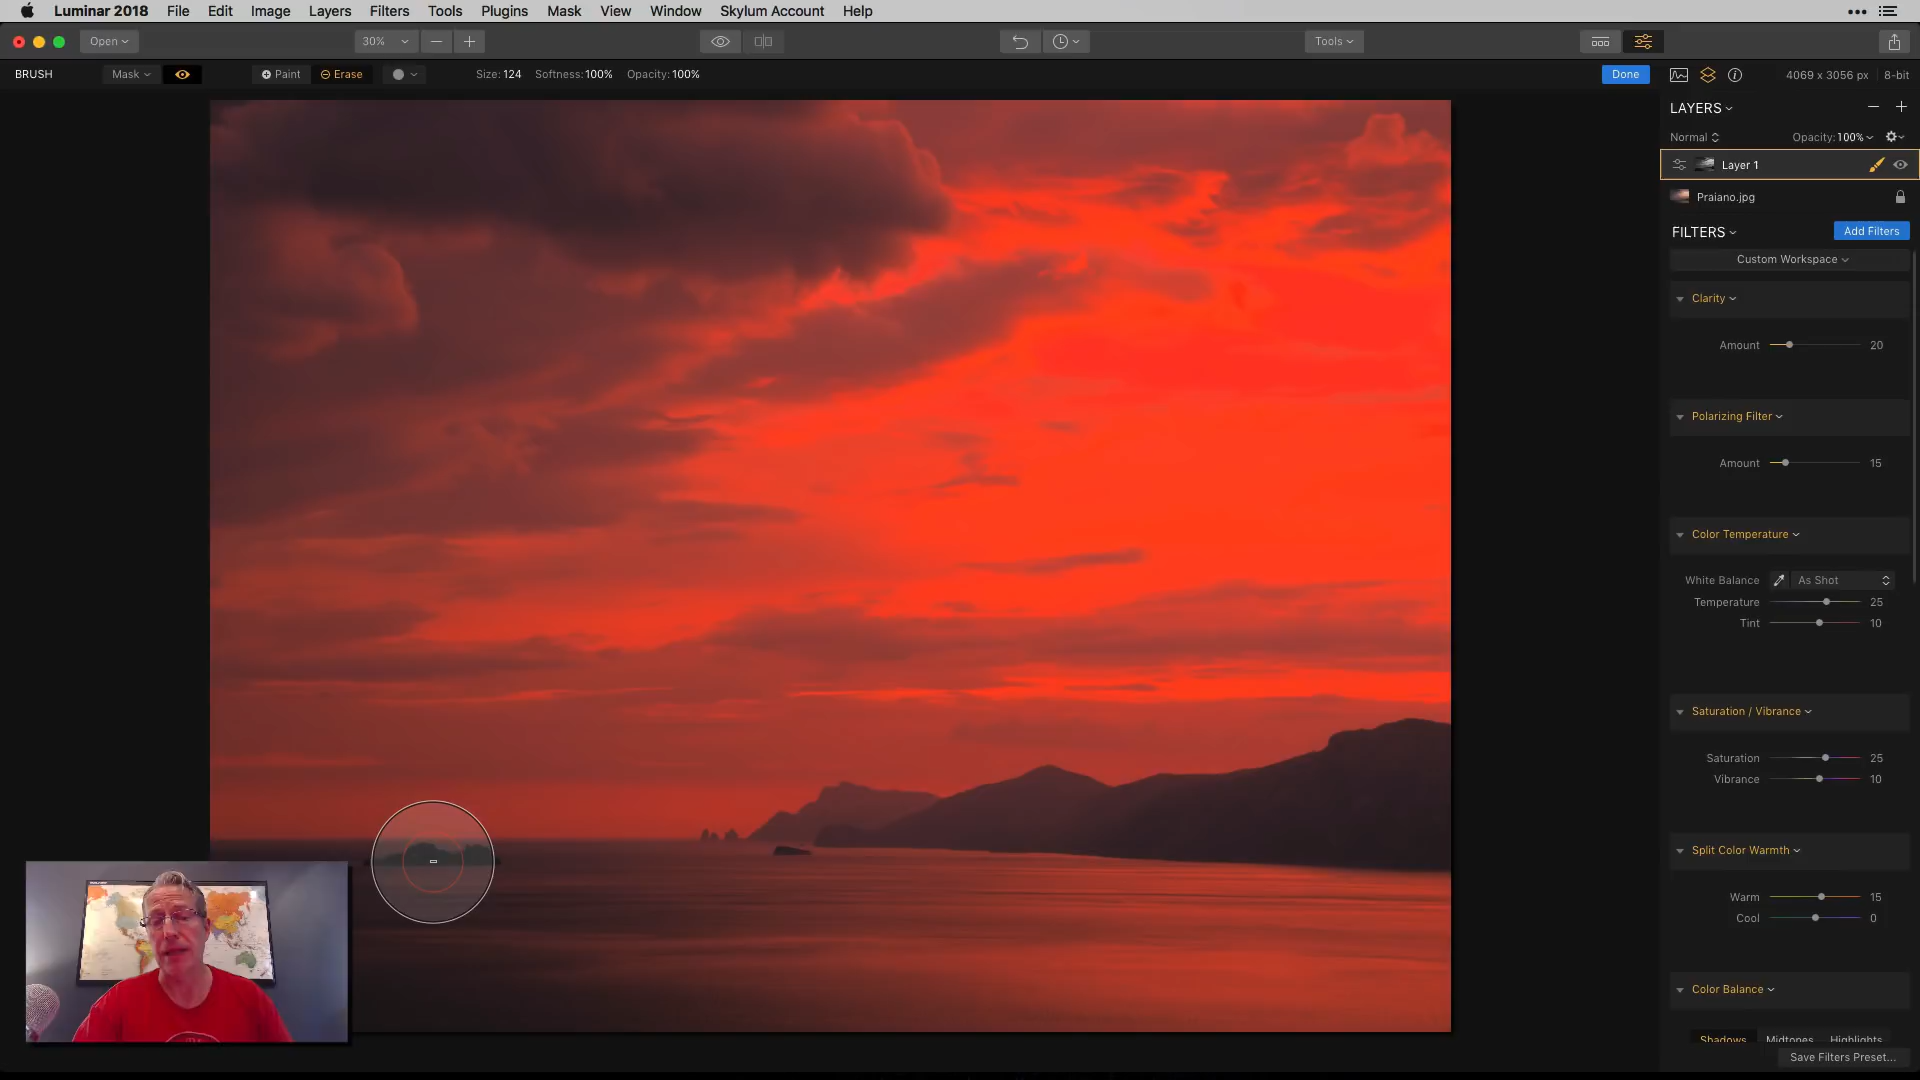 Luminar 2018 File Edit Image Layers Filters Tools Plugins Mask View Window Skylum Account Help
Open 30% Tools
BRUSH Mask Paint Erase Size: 124 Softness: 100% Opacity: 100% Done 4069 x 3056 px 8-bit
LAYERS
Normal Opacity: 100%
Layer 1
Praiano.jpg
FILTERS Add Filters
Custom Workspace
Clarity
Amount 20
Polarizing Filter
Amount 15
Color Temperature
White Balance As Shot
Temperature 25
Tint 10
Saturation / Vibrance
Saturation 25
Vibrance 10
Split Color Warmth
Warm 15
Cool 0
Color Balance
Shadows Midtones Highlights
Save Filters Preset...